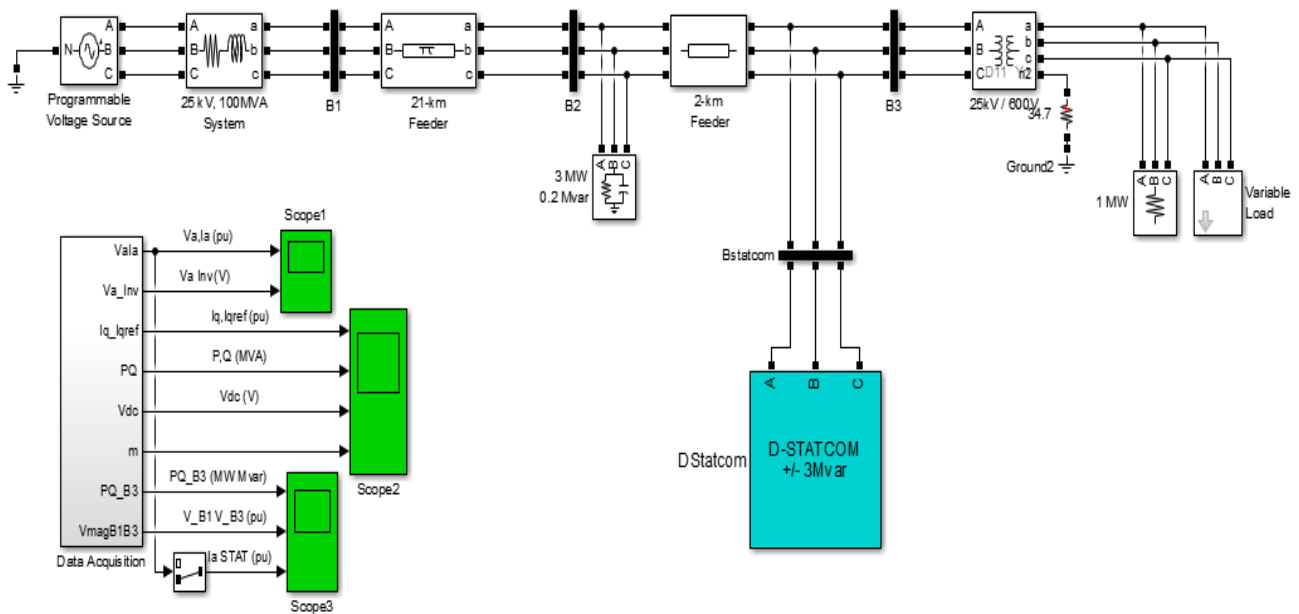 A A B C a b c A B C a b c A B C a b c n2
N B C
π
D11 Y
Programmable
Voltage Source
25kV, 100MVA
System
B1
21-km
Feeder
B2
2-km
Feeder
B3
25kV / 600V
34.7
Ground2
A B C
3 MW
0.2 Mvar
A B C
1 MW
A B C
Variable
Load
Bstatcom
A B C
DStatcom
D-STATCOM
+/- 3Mvar
Scope1
VaIa
Va,Ia (pu)
Va_Inv
Va Inv (V)
Iq_Iqref
Iq,Iqref (pu)
PQ
P,Q (MVA)
Vdc
Vdc (V)
m
Scope2
PQ_B3
PQ_B3 (MW Mvar)
VmagB1B3
V_B1 V_B3 (pu)
Data Acquisition
Ia STAT (pu)
Scope3